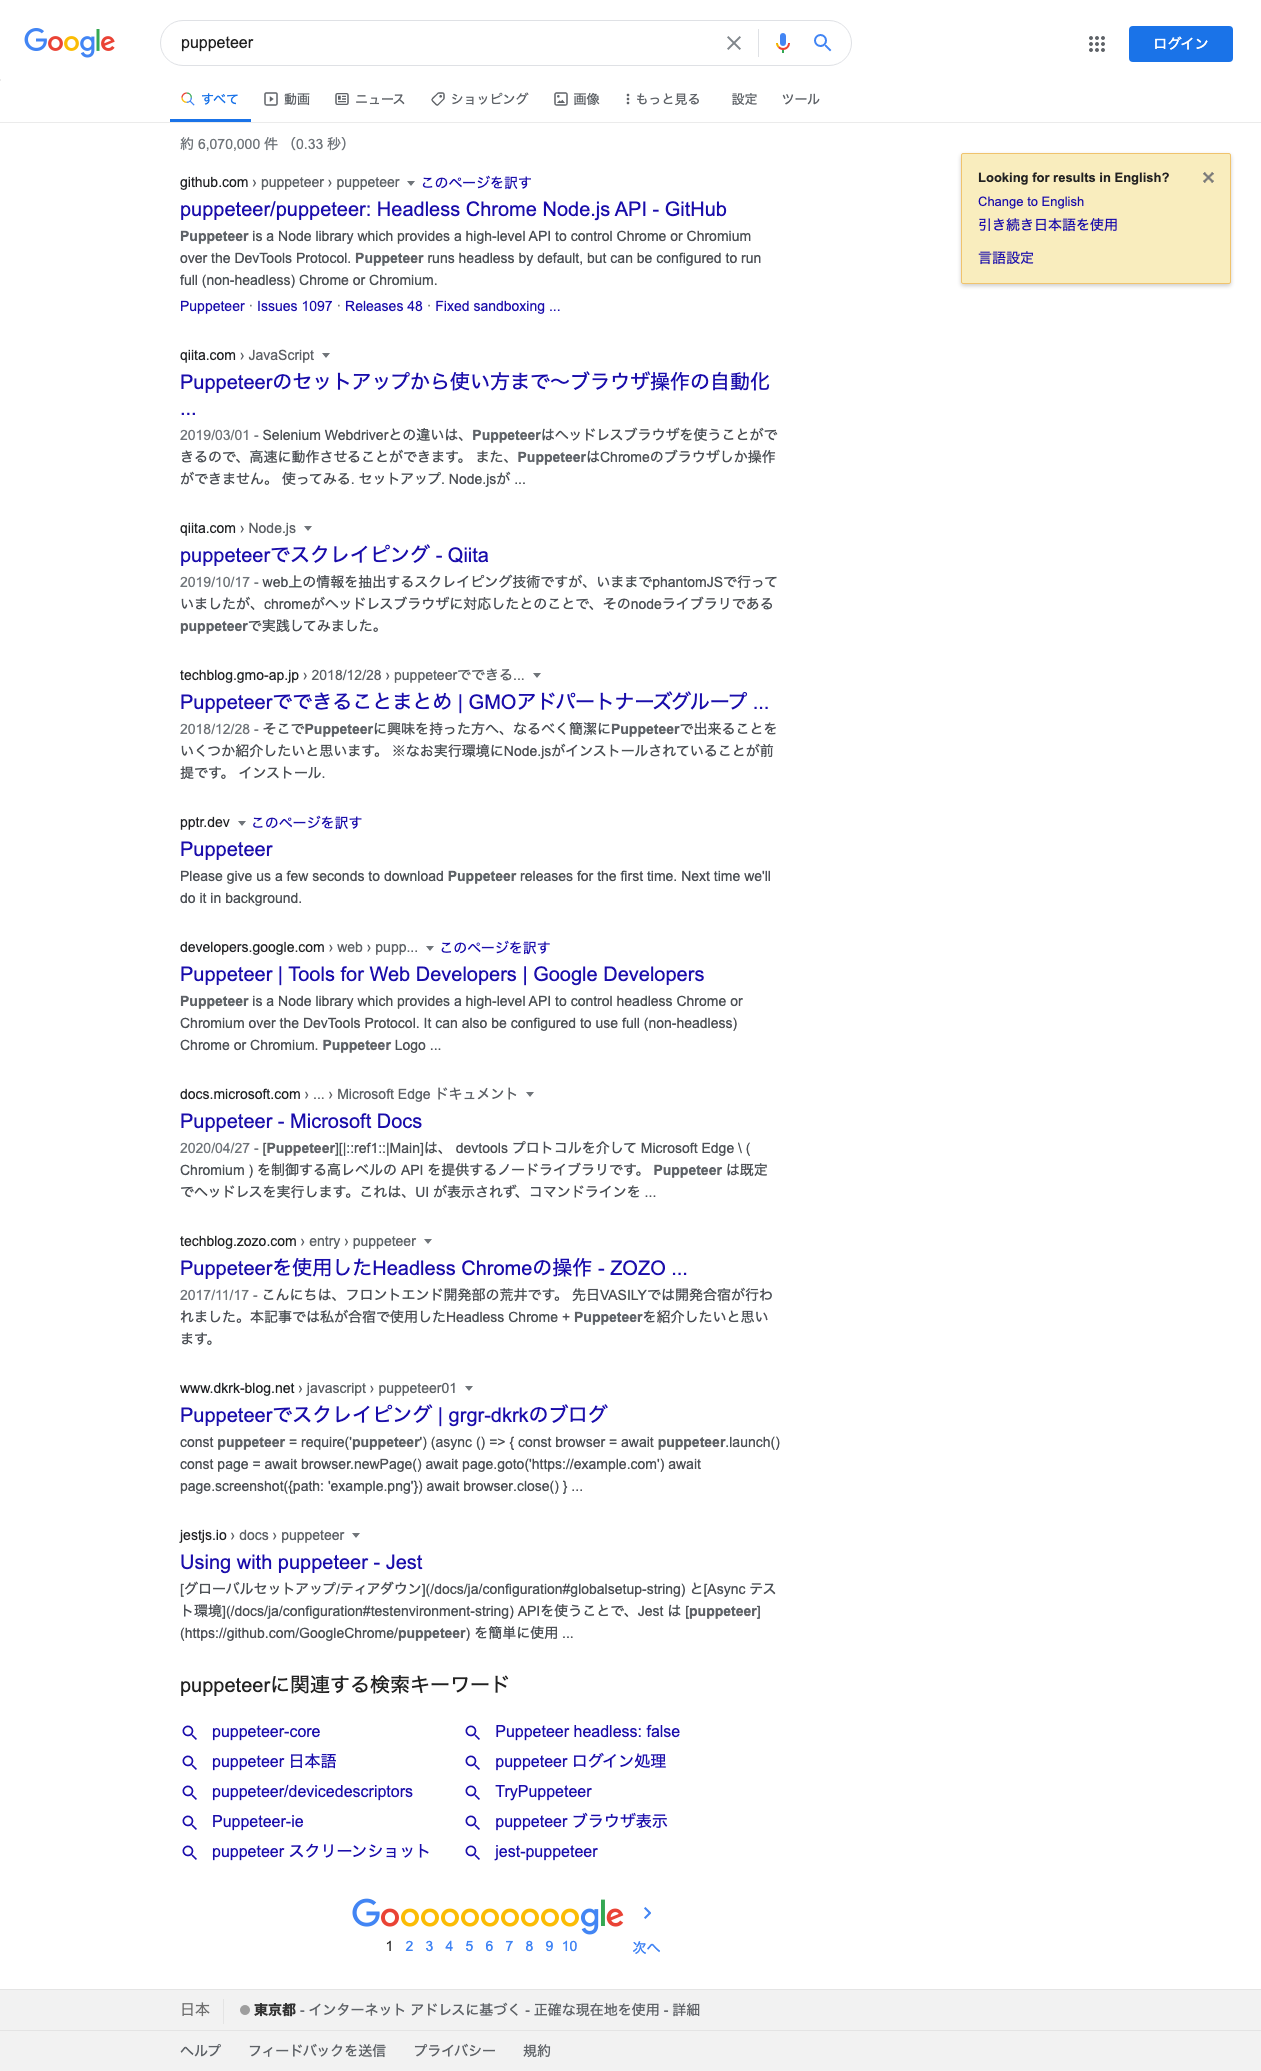 Google
puppeteer
ログイン
すべて 動画 ニュース ショッピング 画像 もっと見る 設定 ツール
約 6,070,000 件 （0.33 秒）
Looking for results in English?
Change to English
引き続き日本語を使用
言語設定
github.com › puppeteer › puppeteer このページを訳す
puppeteer/puppeteer: Headless Chrome Node.js API - GitHub
Puppeteer is a Node library which provides a high-level API to control Chrome or Chromium
over the DevTools Protocol. Puppeteer runs headless by default, but can be configured to run
full (non-headless) Chrome or Chromium.
Puppeteer · Issues 1097 · Releases 48 · Fixed sandboxing ...
qiita.com › JavaScript
Puppeteerのセットアップから使い方まで〜ブラウザ操作の自動化
...
2019/03/01 - Selenium Webdriverとの違いは、Puppeteerはヘッドレスブラウザを使うことがで
きるので、高速に動作させることができます。 また、PuppeteerはChromeのブラウザしか操作
ができません。 使ってみる. セットアップ. Node.jsが ...
qiita.com › Node.js
puppeteerでスクレイピング - Qiita
2019/10/17 - web上の情報を抽出するスクレイピング技術ですが、いままでphantomJSで行って
いましたが、chromeがヘッドレスブラウザに対応したとのことで、そのnodeライブラリである
puppeteerで実践してみました。
techblog.gmo-ap.jp › 2018/12/28 › puppeteerでできる...
Puppeteerでできることまとめ | GMOアドパートナーズグループ ...
2018/12/28 - そこでPuppeteerに興味を持った方へ、なるべく簡潔にPuppeteerで出来ることを
いくつか紹介したいと思います。 ※なお実行環境にNode.jsがインストールされていることが前
提です。 インストール.
pptr.dev このページを訳す
Puppeteer
Please give us a few seconds to download Puppeteer releases for the first time. Next time we'll
do it in background.
developers.google.com › web › pupp... このページを訳す
Puppeteer | Tools for Web Developers | Google Developers
Puppeteer is a Node library which provides a high-level API to control headless Chrome or
Chromium over the DevTools Protocol. It can also be configured to use full (non-headless)
Chrome or Chromium. Puppeteer Logo ...
docs.microsoft.com › ... › Microsoft Edge ドキュメント
Puppeteer - Microsoft Docs
2020/04/27 - [Puppeteer][|::ref1::|Main]は、 devtools プロトコルを介して Microsoft Edge \ (
Chromium ) を制御する高レベルの API を提供するノードライブラリです。 Puppeteer は既定
でヘッドレスを実行します。これは、UI が表示されず、コマンドラインを ...
techblog.zozo.com › entry › puppeteer
Puppeteerを使用したHeadless Chromeの操作 - ZOZO ...
2017/11/17 - こんにちは、フロントエンド開発部の荒井です。 先日VASILYでは開発合宿が行わ
れました。本記事では私が合宿で使用したHeadless Chrome + Puppeteerを紹介したいと思い
ます。
www.dkrk-blog.net › javascript › puppeteer01
Puppeteerでスクレイピング | grgr-dkrkのブログ
const puppeteer = require('puppeteer') (async () => { const browser = await puppeteer.launch()
const page = await browser.newPage() await page.goto('https://example.com') await
page.screenshot({path: 'example.png'}) await browser.close() } ...
jestjs.io › docs › puppeteer
Using with puppeteer - Jest
[グローバルセットアップ/ティアダウン](/docs/ja/configuration#globalsetup-string) と[Async テス
ト環境](/docs/ja/configuration#testenvironment-string) APIを使うことで、Jest は [puppeteer]
(https://github.com/GoogleChrome/puppeteer) を簡単に使用 ...
puppeteerに関連する検索キーワード
puppeteer-core Puppeteer headless: false
puppeteer 日本語 puppeteer ログイン処理
puppeteer/devicedescriptors TryPuppeteer
Puppeteer-ie puppeteer ブラウザ表示
puppeteer スクリーンショット jest-puppeteer
Goooooooooogle
1 2 3 4 5 6 7 8 9 10 次へ
日本 東京都 - インターネット アドレスに基づく - 正確な現在地を使用 - 詳細
ヘルプ フィードバックを送信 プライバシー 規約